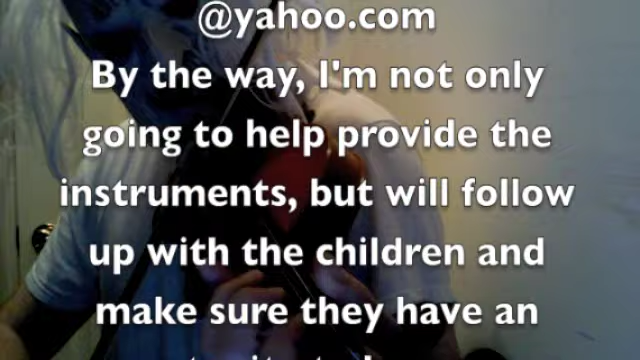 @yahoo.com
By the way, I'm not only
going to help provide the
instruments, but will follow
up with the children and
make sure they have an